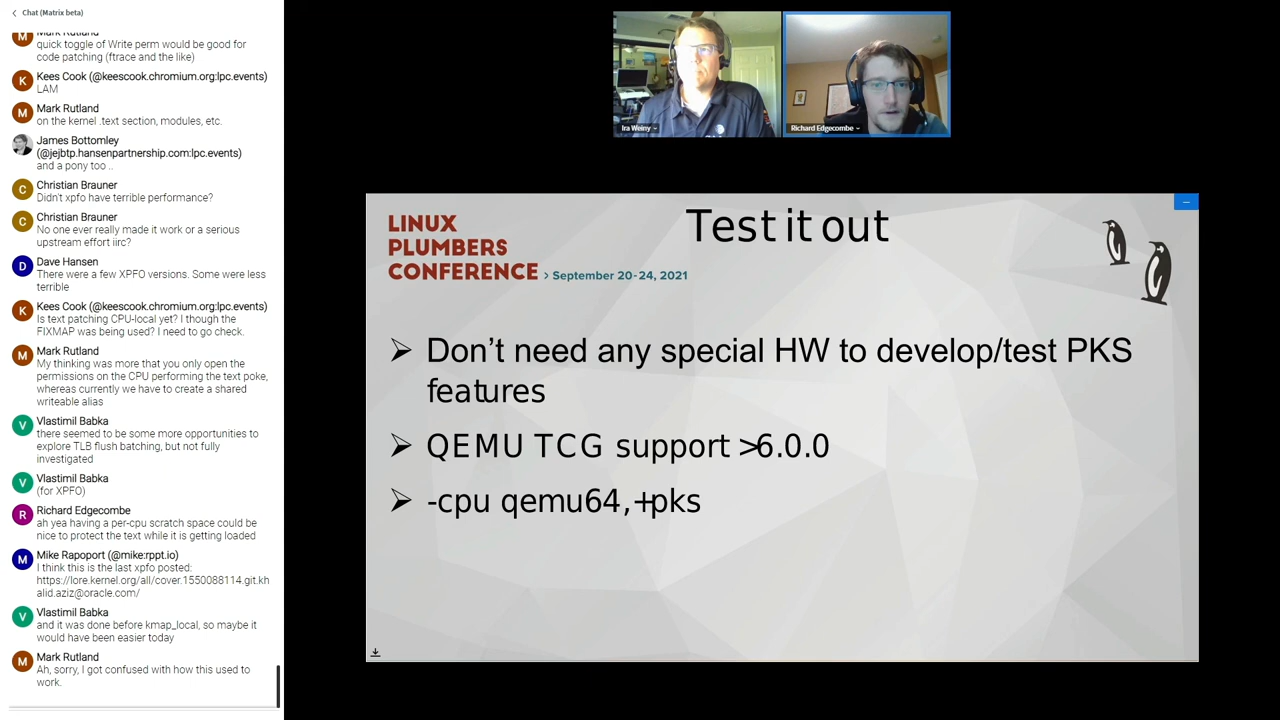 Chat (Matrix beta)
Mark Rutland
quick toggle of Write perm would be good for
code patching (ftrace and the like)
Kees Cook (@keescook.chromium.org:lpc.events)
LAM
Mark Rutland
on the kernel .text section, modules, etc.
James Bottomley
(@jejbtp.hansenpartnership.com:lpc.events)
and a pony too ..
Christian Brauner
Didn't xpfo have terrible performance?
Christian Brauner
No one ever really made it work or a serious
upstream effort iirc?
Dave Hansen
There were a few XPFO versions. Some were less
terrible
Kees Cook (@keescook.chromium.org:lpc.events)
Is text patching CPU-local yet? I though the
FIXMAP was being used? I need to go check.
Mark Rutland
My thinking was more that you only open the
permissions on the CPU performing the text poke,
whereas currently we have to create a shared
writeable alias
Vlastimil Babka
there seemed to be some more opportunities to
explore TLB flush batching, but not fully
investigated
Vlastimil Babka
(for XPFO)
Richard Edgecombe
ah yea having a per-cpu scratch space could be
nice to protect the text while it is getting loaded
Mike Rapoport (@mike:rppt.io)
I think this is the last xpfo posted:
https://lore.kernel.org/all/cover.1550088114.git.kh
alid.aziz@oracle.com/
Vlastimil Babka
and it was done before kmap_local, so maybe it
would have been easier today
Mark Rutland
Ah, sorry, I got confused with how this used to
work.
Ira Weiny
Richard Edgecombe
LINUX
PLUMBERS
CONFERENCE > September 20-24, 2021
Test it out
Don't need any special HW to develop/test PKS
features
QEMU TCG support >6.0.0
-cpu qemu64,+pks